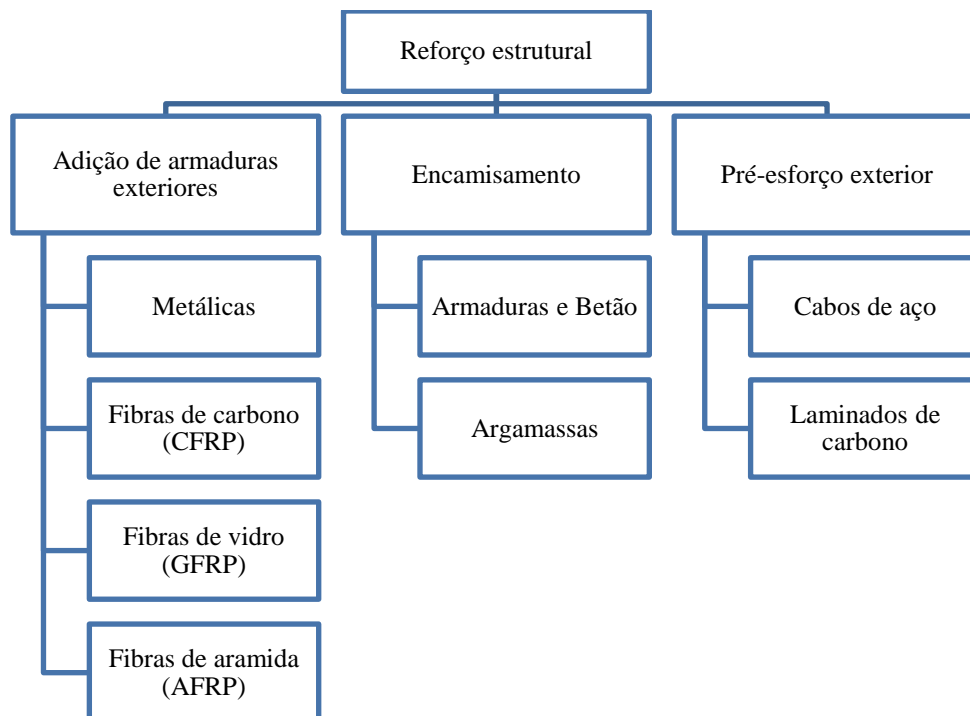 Reforço estrutural
Adição de armaduras
exteriores
Metálicas
Fibras de carbono
(CFRP)
Fibras de vidro
(GFRP)
Fibras de aramida
(AFRP)
Encamisamento
Armaduras e Betão
Argamassas
Pré-esforço exterior
Cabos de aço
Laminados de
carbono